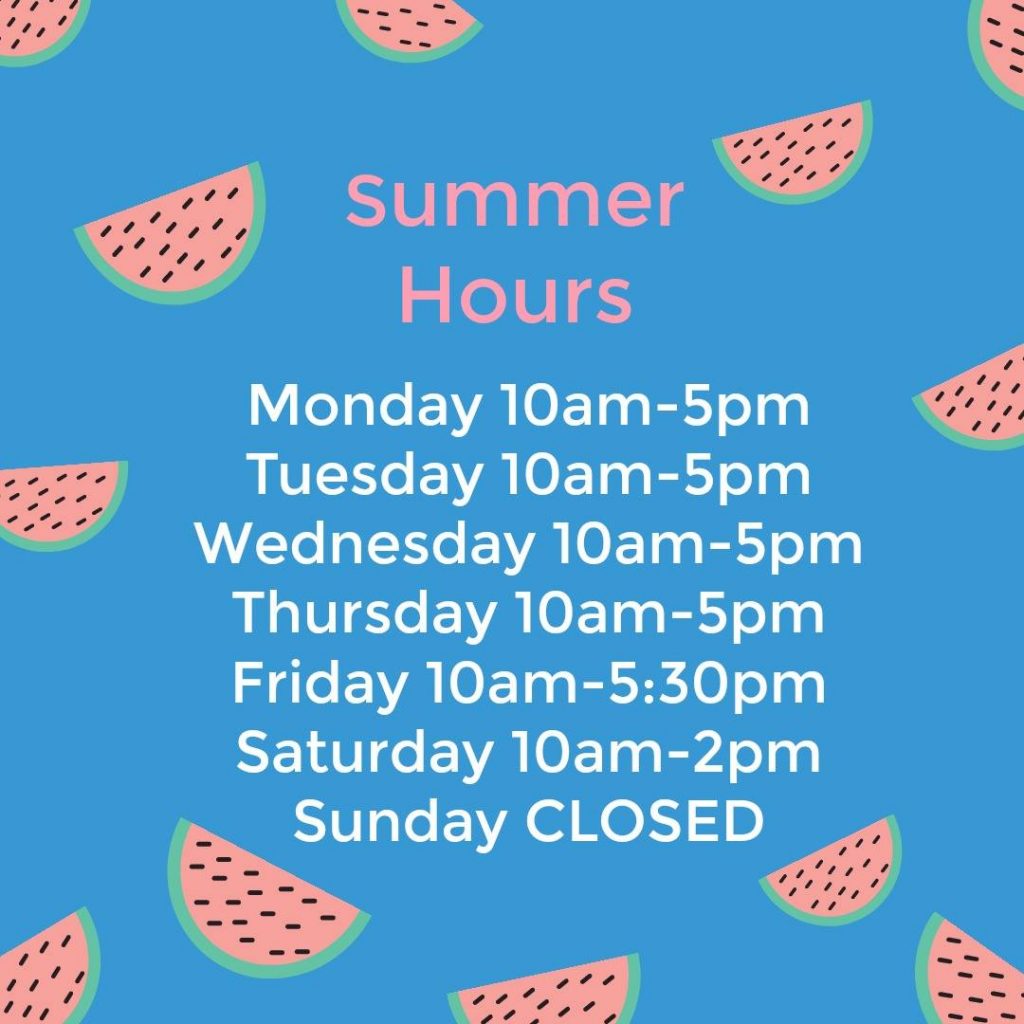 Summer
Hours
Monday 10am-5pm
Tuesday 10am-5pm
Wednesday 10am-5pm
Thursday 10am-5pm
Friday 10am-5:30pm
Saturday 10am-2pm
Sunday CLOSED